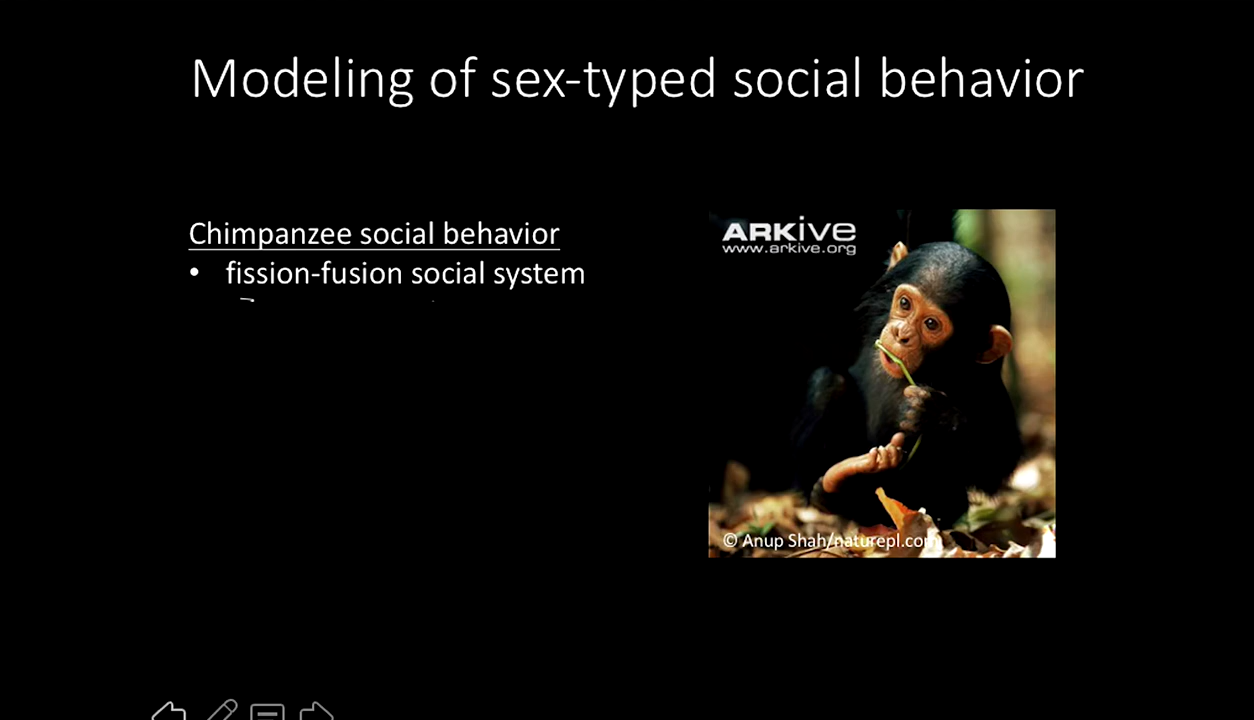 Modeling of sex-typed social behavior
Chimpanzee social behavior
• fission-fusion social system
ARKive
www.arkive.org
© Anup Shah/naturepl.com